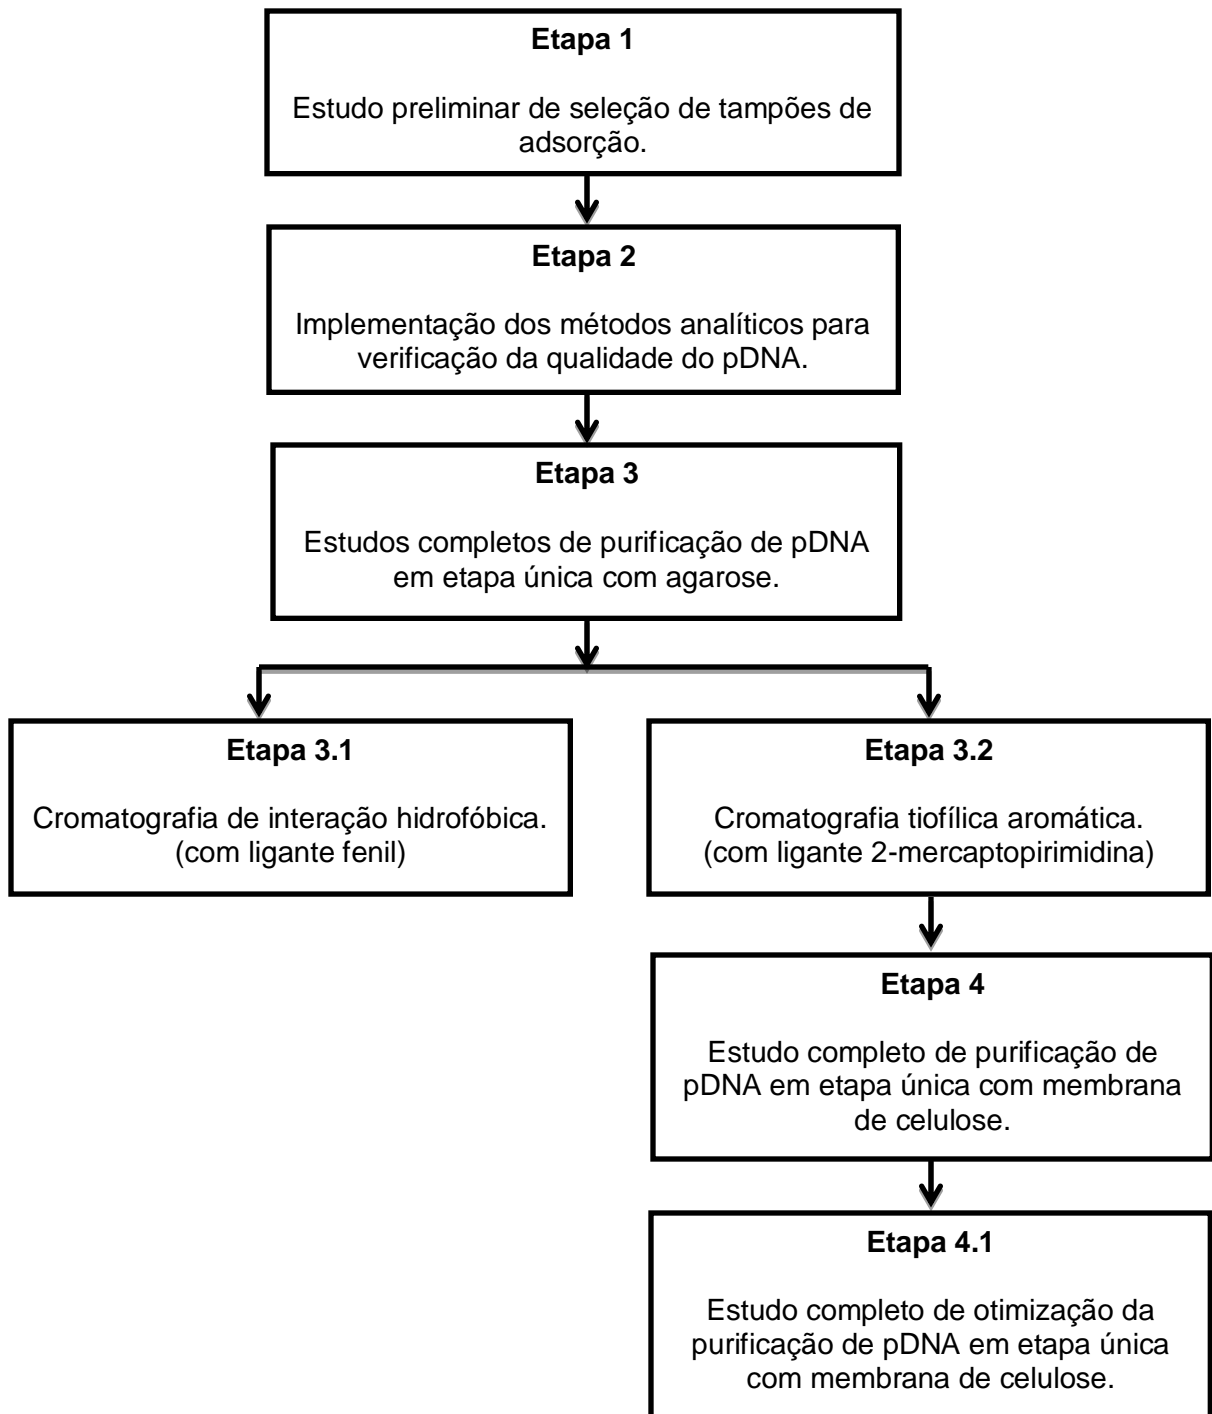 Etapa 1
Estudo preliminar de seleção de tampões de
adsorção.
Etapa 2
Implementação dos métodos analíticos para
verificação da qualidade do pDNA.
Etapa 3
Estudos completos de purificação de pDNA
em etapa única com agarose.
Etapa 3.1
Cromatografia de interação hidrofóbica.
(com ligante fenil)
Etapa 3.2
Cromatografia tiofílica aromática.
(com ligante 2-mercaptopirimidina)
Etapa 4
Estudo completo de purificação de
pDNA em etapa única com membrana
de celulose.
Etapa 4.1
Estudo completo de otimização da
purificação de pDNA em etapa única
com membrana de celulose.